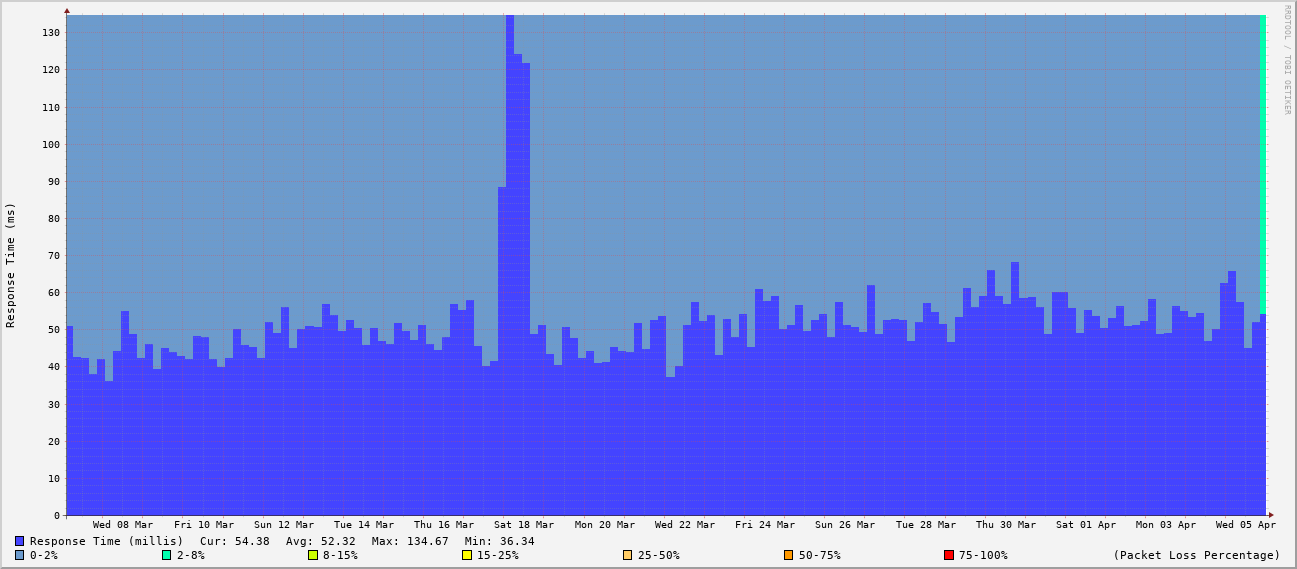 RRDTOOL / TOBI OETIKER
Response Time (ms)
130
120
110
100
90
80
70
60
50
40
30
20
10
0
Wed 08 Mar Fri 10 Mar Sun 12 Mar Tue 14 Mar Thu 16 Mar Sat 18 Mar Mon 20 Mar Wed 22 Mar Fri 24 Mar Sun 26 Mar Tue 28 Mar Thu 30 Mar Sat 01 Apr Mon 03 Apr Wed 05 Apr
Response Time (millis) Cur: 54.38 Avg: 52.32 Max: 134.67 Min: 36.34
0-2% 2-8% 8-15% 15-25% 25-50% 50-75% 75-100% (Packet Loss Percentage)